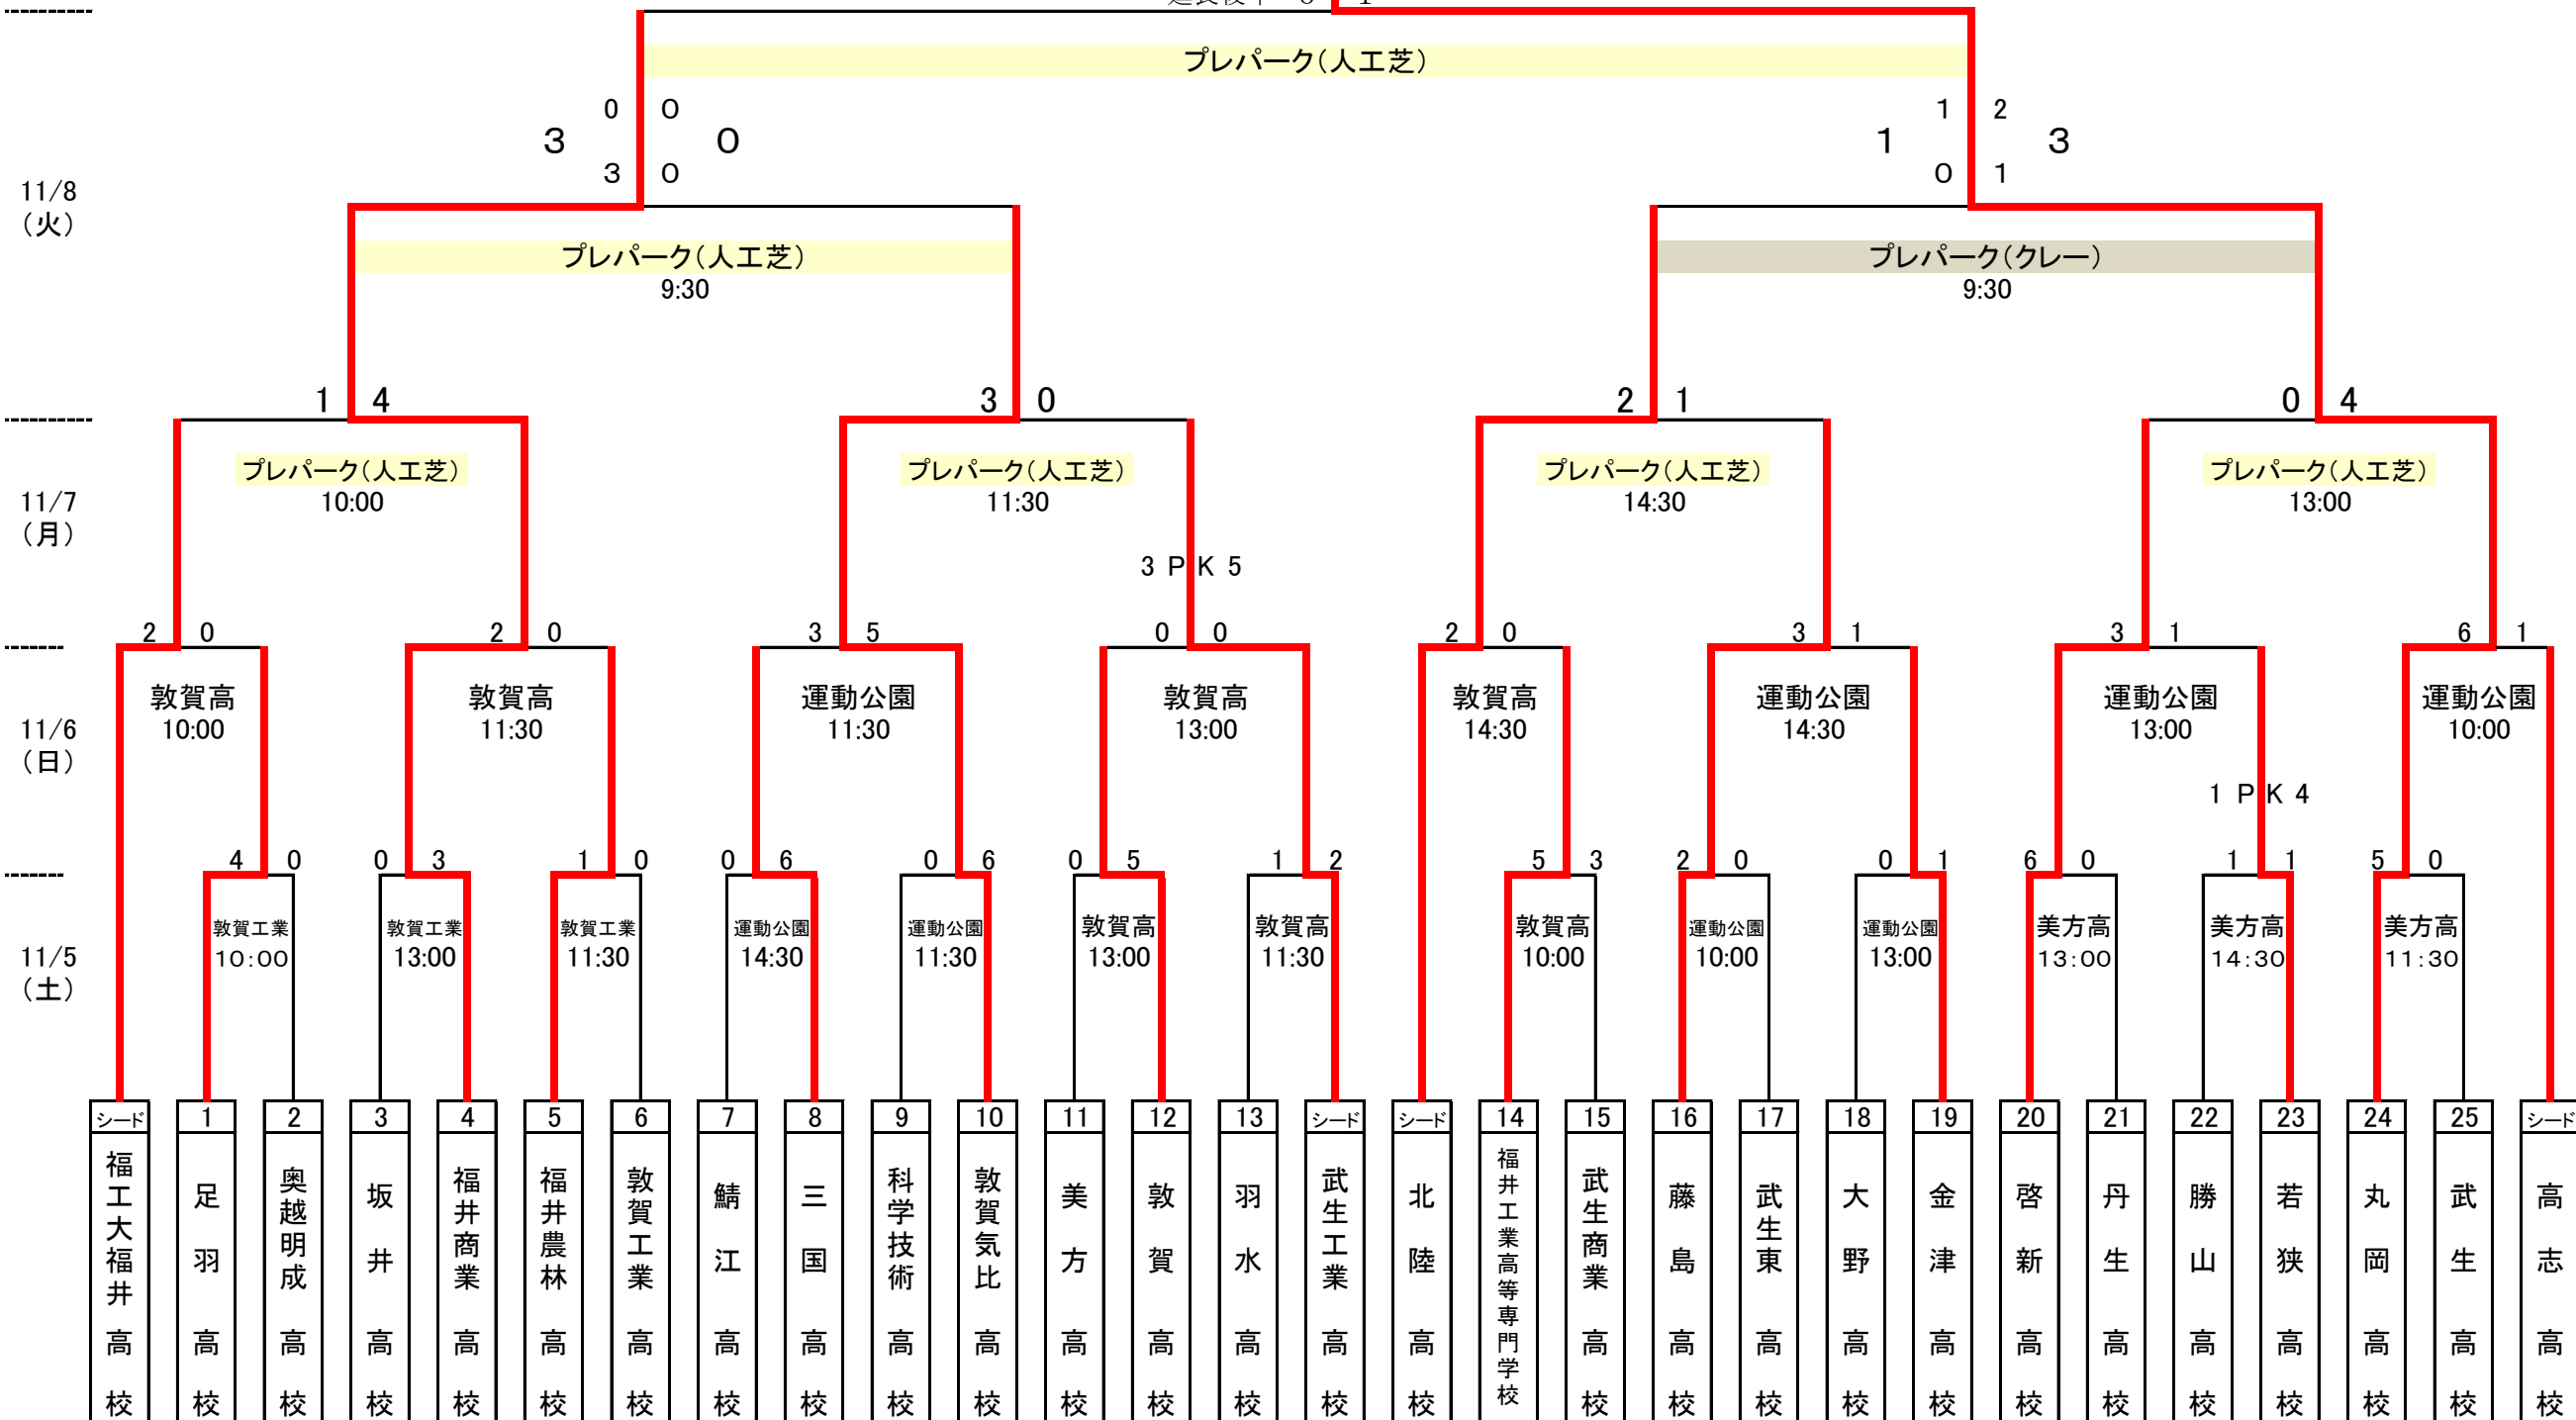 0 1
プレパーク（人工芝）
0 0 1 2
3 0 1 3
3 0 0 1
11/8
（火）
プレパーク（人工芝） プレパーク（クレー）
9:30 9:30
1 4 3 0 2 1 0 4
プレパーク（人工芝） プレパーク（人工芝） プレパーク（人工芝） プレパーク（人工芝）
11/7 10:00 11:30 14:30 13:00
（月）
3 P K 5
2 0 2 0 3 5 0 0 2 0 3 1 3 1 6 1
敦賀高 敦賀高 運動公園 敦賀高 敦賀高 運動公園 運動公園 運動公園
11/6 10:00 11:30 11:30 13:00 14:30 14:30 13:00 10:00
（日）
1 P K 4
4 0 0 3 1 0 0 6 0 6 0 5 1 2 5 3 2 0 0 1 6 0 1 1 5 0
敦賀工業 敦賀工業 敦賀工業 運動公園 運動公園 敦賀高 敦賀高 敦賀高 運動公園 運動公園 美方高 美方高 美方高
11/5 10:00 13:00 11:30 14:30 11:30 13:00 11:30 10:00 10:00 13:00 13:00 14:30 11:30
（土）
シード 1 2 3 4 5 6 7 8 9 10 11 12 13 シード シード 14 15 16 17 18 19 20 21 22 23 24 25 シード
福工大福井高校
足羽高校
奥越明成高校
坂井高校
福井商業高校
福井農林高校
敦賀工業高校
鯖江高校
三国高校
科学技術高校
敦賀気比高校
美方高校
敦賀高校
羽水高校
武生工業高校
北陸高校
福井工業高等専門学校
武生商業高校
藤島高校
武生東高校
大野高校
金津高校
啓新高校
丹生高校
勝山高校
若狭高校
丸岡高校
武生高校
高志高校